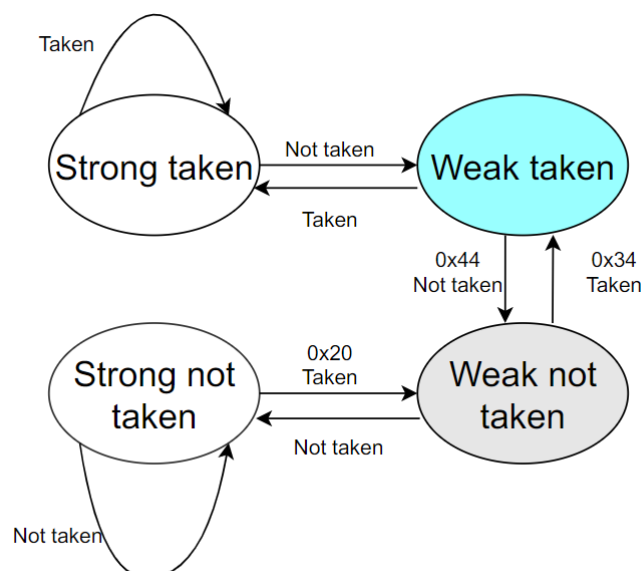 Taken
Strong taken
Not taken
Weak taken
Taken
0x44
Not taken
0x34
Taken
Strong not
taken
0x20
Taken
Weak not
taken
Not taken
Not taken